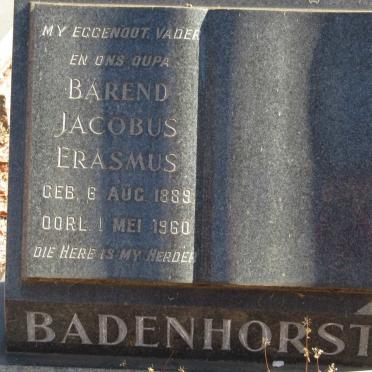 MY EGGENOOT, VADER
EN ONS OUPA
BAREND
JACOBUS
ERASMUS
GEB. 6 AUG 1889
OORL. 1 MEI 1960
DIE HERE IS MY HERDER
BADENHORST